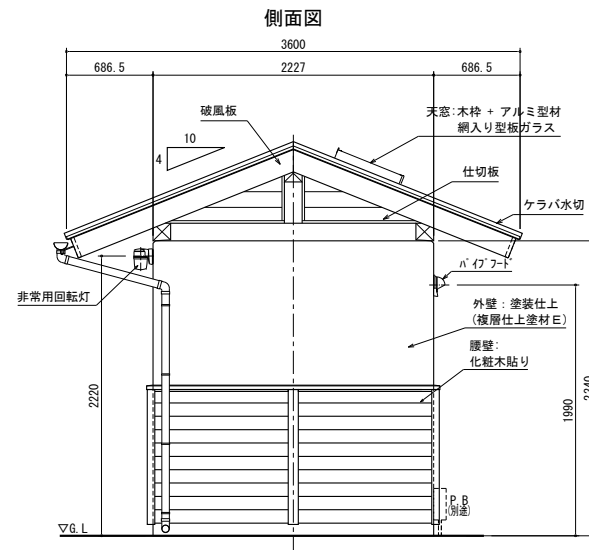 側面図
3600
686.5
2227
686.5
破風板
天窓:木枠 + アルミ型材
網入り型板ガラス
10
4
仕切板
ケラバ水切
パイプフード
非常用回転灯
外壁:塗装仕上
(複層仕上塗材E)
腰壁:
化粧木貼り
2220
1990
P.B
(別途)
▽G.L